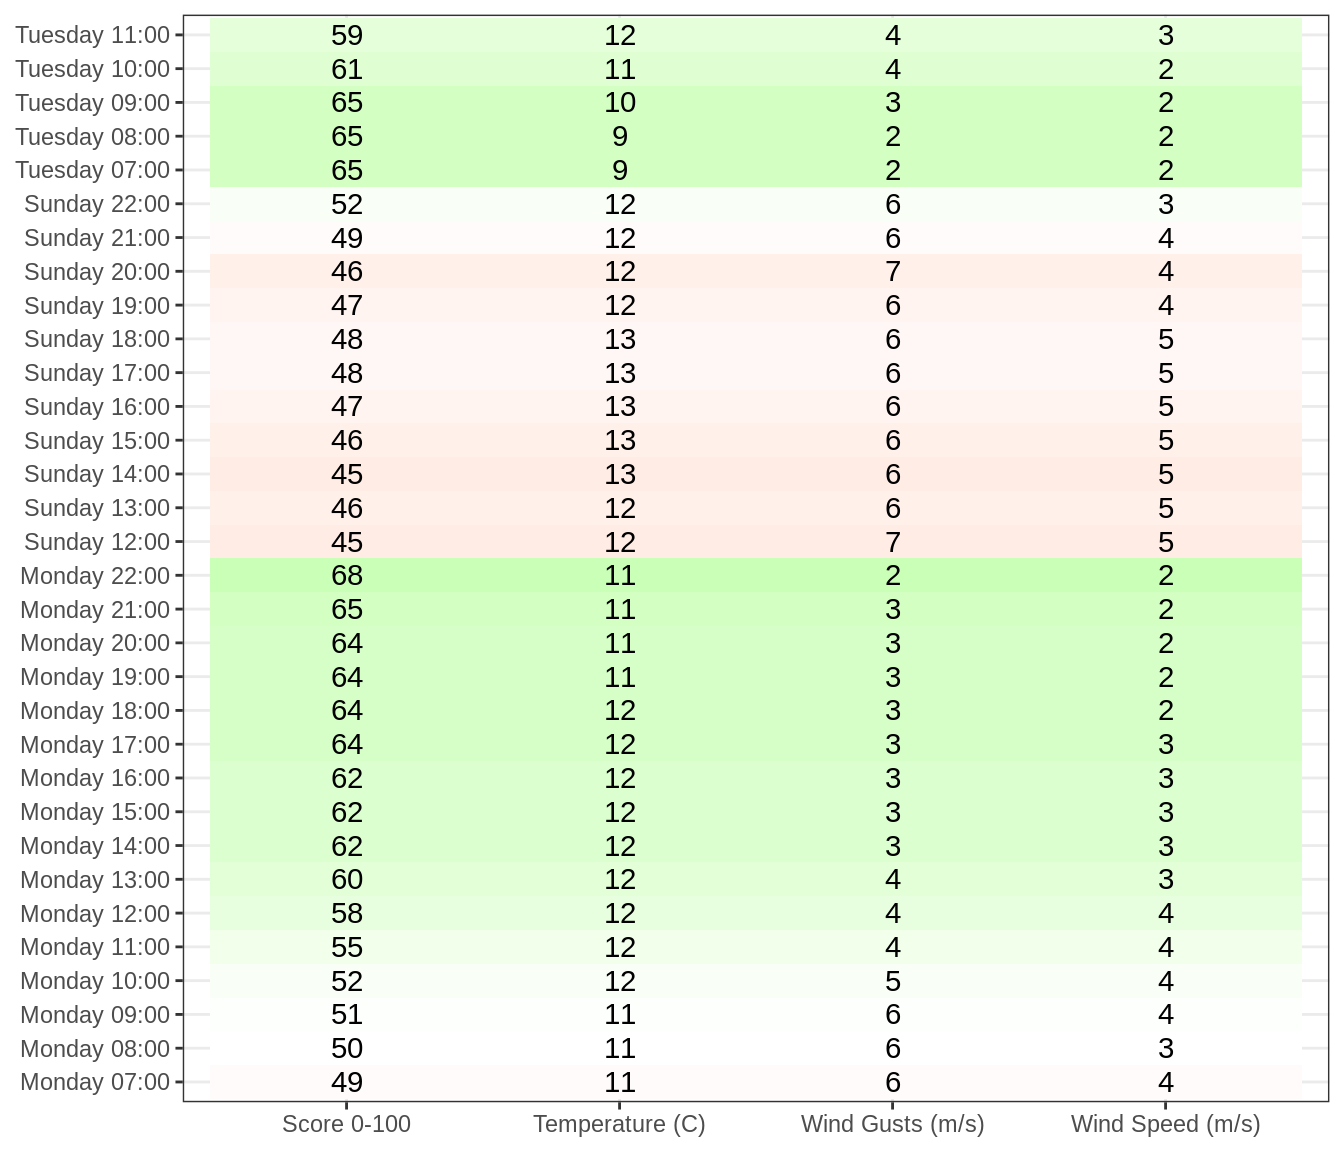 Tuesday 11:00 59 12 4 3
Tuesday 10:00 61 11 4 2
Tuesday 09:00 65 10 3 2
Tuesday 08:00 65 9 2 2
Tuesday 07:00 65 9 2 2
Sunday 22:00 52 12 6 3
Sunday 21:00 49 12 6 4
Sunday 20:00 46 12 7 4
Sunday 19:00 47 12 6 4
Sunday 18:00 48 13 6 5
Sunday 17:00 48 13 6 5
Sunday 16:00 47 13 6 5
Sunday 15:00 46 13 6 5
Sunday 14:00 45 13 6 5
Sunday 13:00 46 12 6 5
Sunday 12:00 45 12 7 5
Monday 22:00 68 11 2 2
Monday 21:00 65 11 3 2
Monday 20:00 64 11 3 2
Monday 19:00 64 11 3 2
Monday 18:00 64 12 3 2
Monday 17:00 64 12 3 3
Monday 16:00 62 12 3 3
Monday 15:00 62 12 3 3
Monday 14:00 62 12 3 3
Monday 13:00 60 12 4 3
Monday 12:00 58 12 4 4
Monday 11:00 55 12 4 4
Monday 10:00 52 12 5 4
Monday 09:00 51 11 6 4
Monday 08:00 50 11 6 3
Monday 07:00 49 11 6 4
Score 0-100 Temperature (C) Wind Gusts (m/s) Wind Speed (m/s)